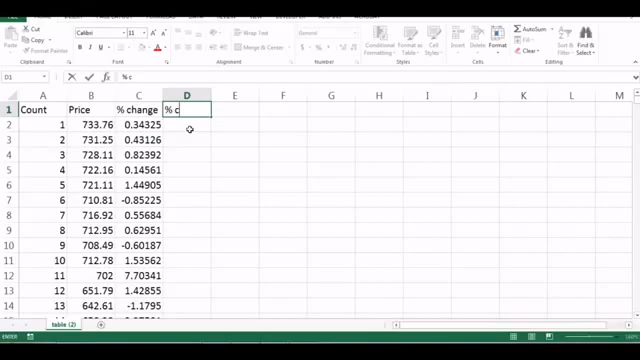 Cut
Copy
Format Painter
Clipboard
Calibri 11
B I U
Font
Wrap Text
Merge & Center
Alignment
$ % ,
Number
Conditional Formatting
Format as Table
Cell Styles
Styles
Insert Delete Format
Cells
AutoSum
Fill
Clear
Sort & Filter
Find & Select
Editing
D1 fx % c
A B C D E F G H I J K L M
1 Count Price % change % c
2 1 733.76 0.34325
3 2 731.25 0.43126
4 3 728.11 0.82392
5 4 722.16 0.14561
6 5 721.11 1.44905
7 6 710.81 -0.85225
8 7 716.92 0.55684
9 8 712.95 0.62951
10 9 708.49 -0.60187
11 10 712.78 1.53562
12 11 702 7.70341
13 12 651.79 1.42855
14 13 642.61 -1.1795
table (2)
ENTER